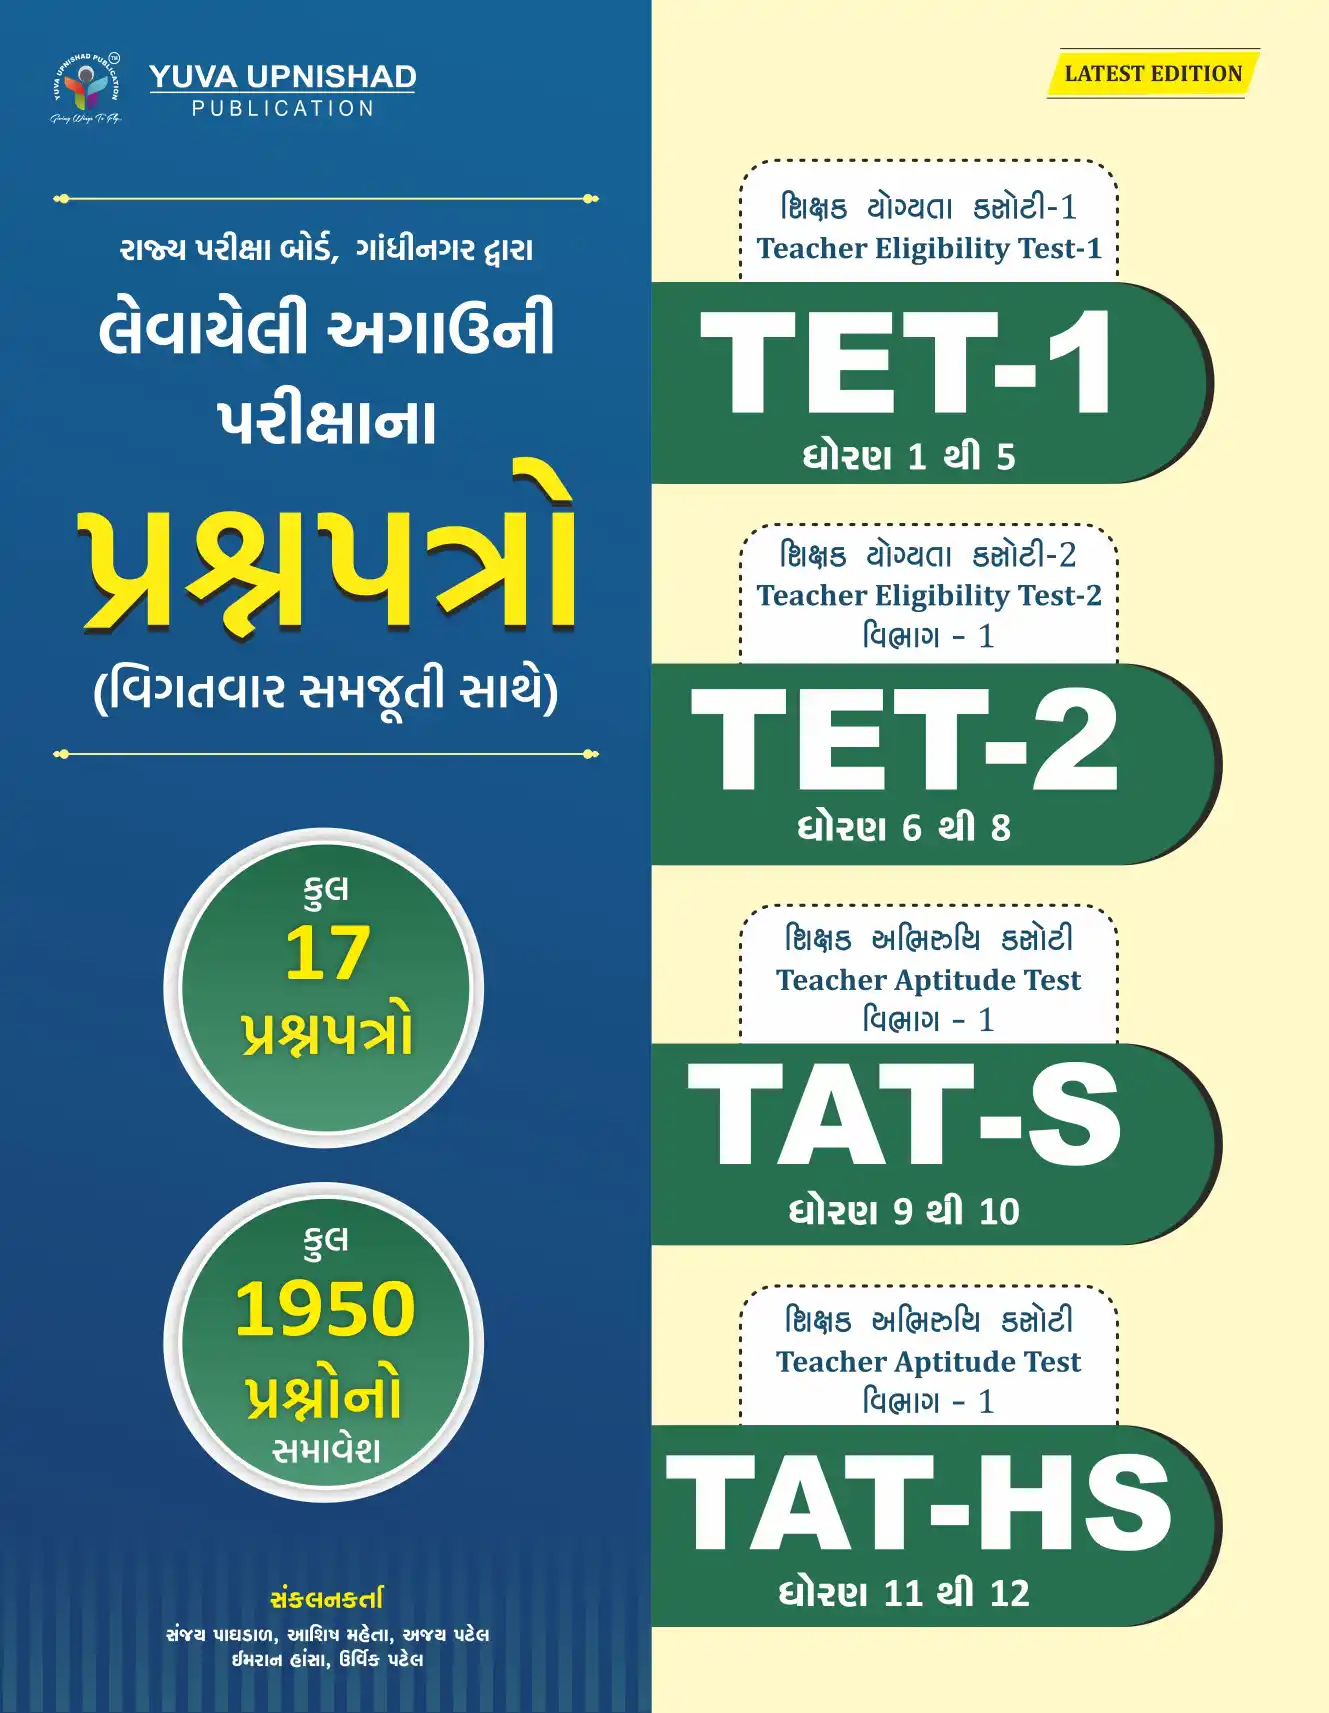 YUVA UPNISHAD PUBLICATION
TM
Giving Wings To Fly...
YUVA UPNISHAD
PUBLICATION
રાજ્ય પરીક્ષા બોર્ડ, ગાંધીનગર દ્વારા
લેવાયેલી અગાઉની
પરીક્ષાના
પ્રશ્નપત્રો
(વિગતવાર સમજૂતી સાથે)
કુલ
17
પ્રશ્નપત્રો
કુલ
1950
પ્રશ્નોનો
સમાવેશ
સંકલનકર્તા
સંજય પાઘડાળ, આશિષ મહેતા, અજય પટેલ
ઈમરાન હાંસા, ઉર્વિક પટેલ
LATEST EDITION
શિક્ષક યોગ્યતા કસોટી-1
Teacher Eligibility Test-1
TET-1
ધોરણ 1 થી 5
શિક્ષક યોગ્યતા કસોટી-2
Teacher Eligibility Test-2
વિભાગ - 1
TET-2
ધોરણ 6 થી 8
શિક્ષક અભિરુચિ કસોટી
Teacher Aptitude Test
વિભાગ - 1
TAT-S
ધોરણ 9 થી 10
શિક્ષક અભિરુચિ કસોટી
Teacher Aptitude Test
વિભાગ - 1
TAT-HS
ધોરણ 11 થી 12